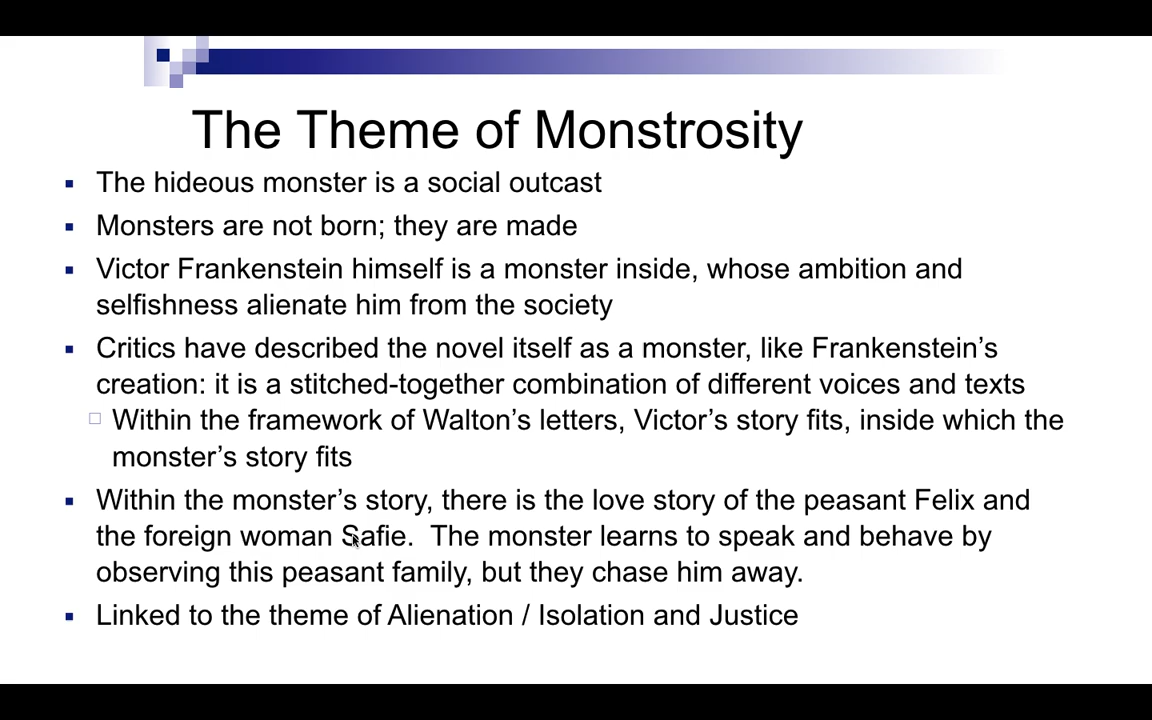 The Theme of Monstrosity
The hideous monster is a social outcast
Monsters are not born; they are made
Victor Frankenstein himself is a monster inside, whose ambition and
selfishness alienate him from the society
Critics have described the novel itself as a monster, like Frankenstein’s
creation: it is a stitched-together combination of different voices and texts
Within the framework of Walton’s letters, Victor’s story fits, inside which the
monster’s story fits
Within the monster’s story, there is the love story of the peasant Felix and
the foreign woman Safie.  The monster learns to speak and behave by
observing this peasant family, but they chase him away.
Linked to the theme of Alienation / Isolation and Justice